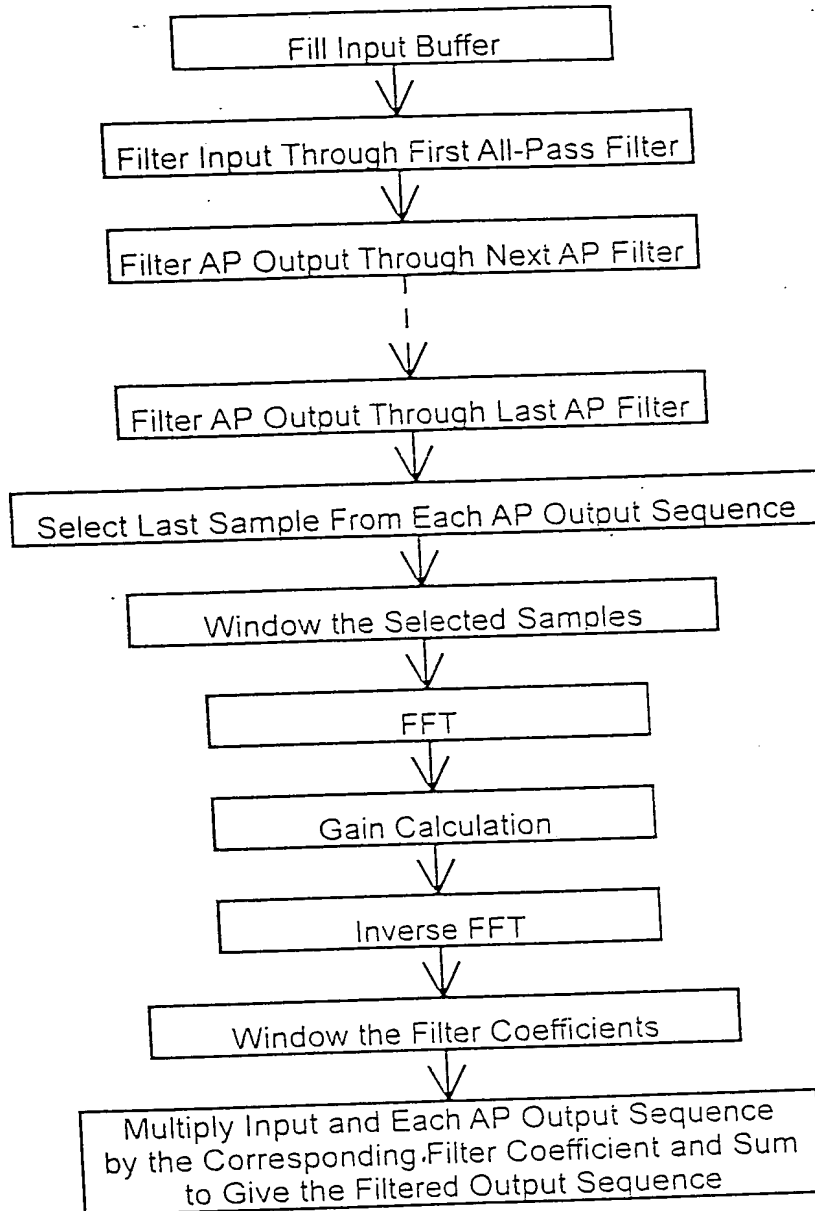 Fill Input Buffer
Filter Input Through First All-Pass Filter
Filter AP Output Through Next AP Filter
Filter AP Output Through Last AP Filter
Select Last Sample From Each AP Output Sequence
Window the Selected Samples
FFT
Gain Calculation
Inverse FFT
Window the Filter Coefficients
Multiply Input and Each AP Output Sequence
by the Corresponding Filter Coefficient and Sum
to Give the Filtered Output Sequence